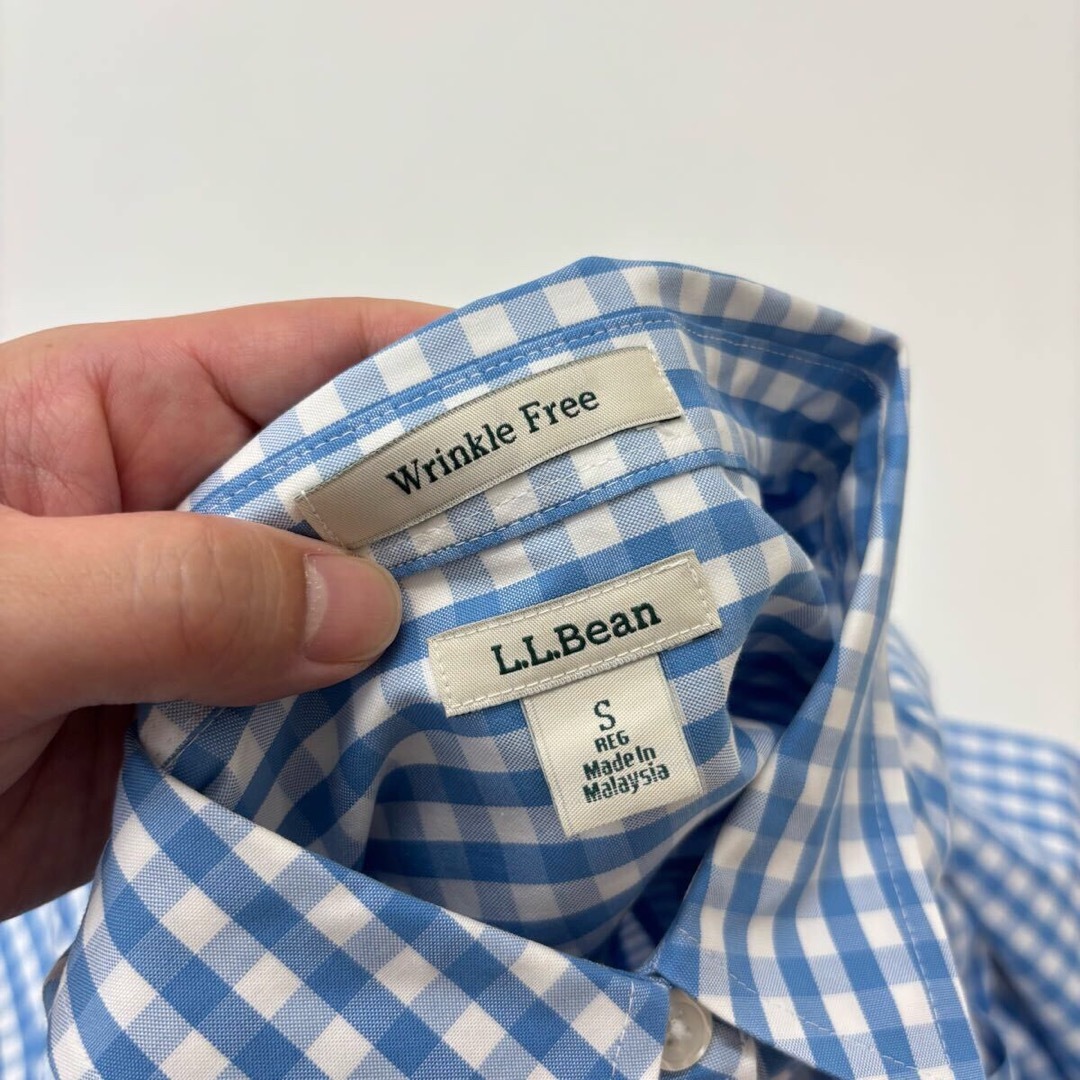 Wrinkle Free
L.L.Bean
S
REG
Made In
Malaysia